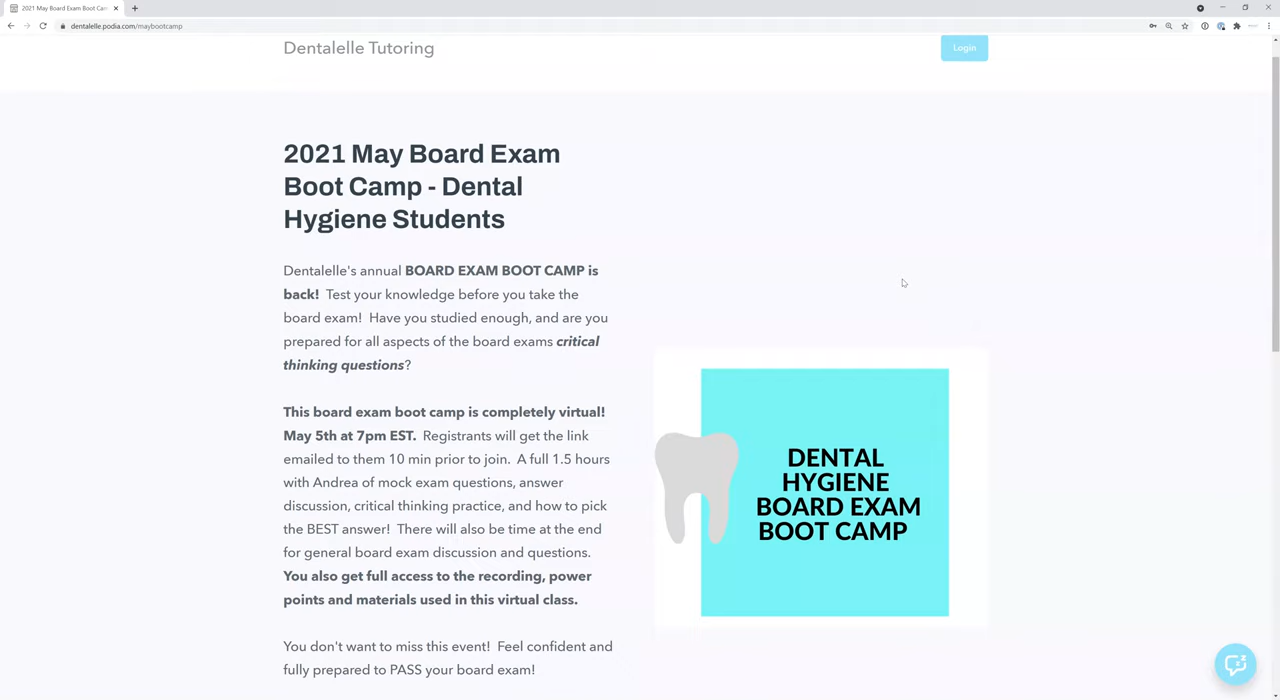 2021 May Board Exam Boot Cam
dentalelle.podia.com/maybootcamp
Dentalelle Tutoring
Login
2021 May Board Exam
Boot Camp - Dental
Hygiene Students
Dentalelle's annual BOARD EXAM BOOT CAMP is
back! Test your knowledge before you take the
board exam! Have you studied enough, and are you
prepared for all aspects of the board exams critical
thinking questions?
This board exam boot camp is completely virtual!
May 5th at 7pm EST. Registrants will get the link
emailed to them 10 min prior to join. A full 1.5 hours
with Andrea of mock exam questions, answer
discussion, critical thinking practice, and how to pick
the BEST answer! There will also be time at the end
for general board exam discussion and questions.
You also get full access to the recording, power
points and materials used in this virtual class.
You don't want to miss this event! Feel confident and
fully prepared to PASS your board exam!
DENTAL
HYGIENE
BOARD EXAM
BOOT CAMP